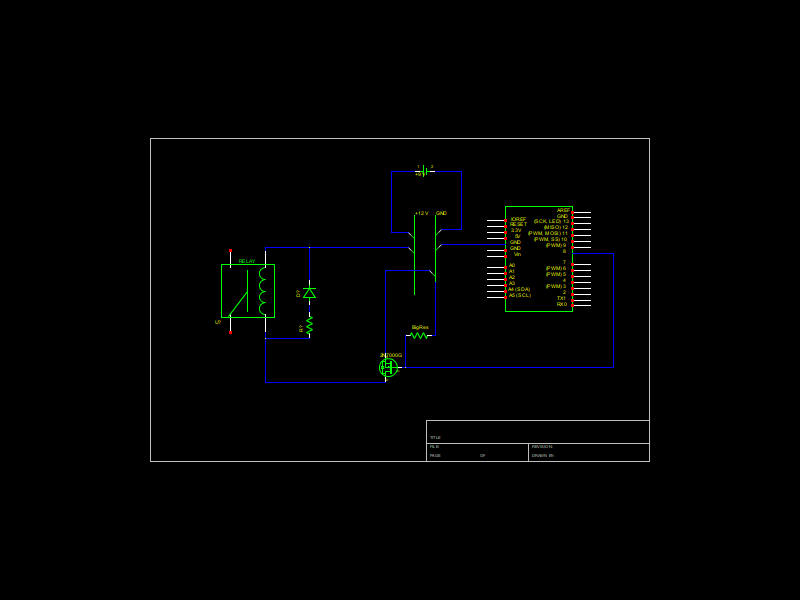 1 2
+12 V GND
AREF
GND
(SCK, LED) 13
(MISO) 12
(PWM, MOSI) 11
(PWM, SS) 10
(PWM) 9
8
7
(PWM) 6
(PWM) 5
4
(PWM) 3
2
TX1
RX0
IOREF
RESET
3.3V
5V
GND
GND
Vin
A0
A1
A2
A3
A4 (SDA)
A5 (SCL)
RELAY
U?
D?
R?
BigRes
2N7000G
TITLE
FILE:
REVISION:
PAGE OF
DRAWN BY: